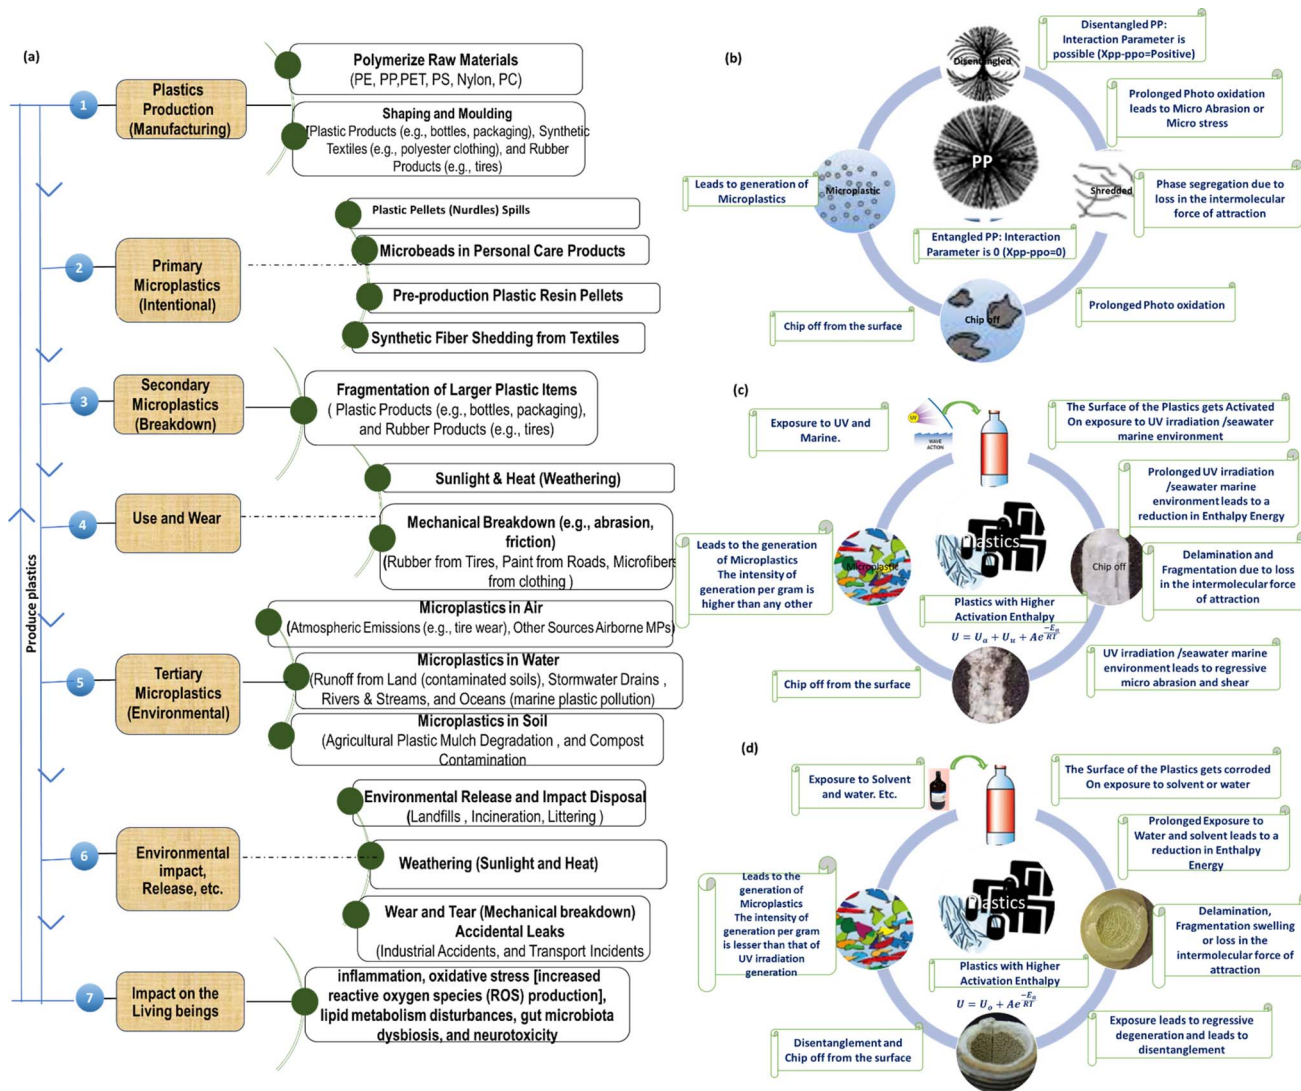 (a)
Produce plastics
1
Plastics
Production
(Manufacturing)
Polymerize Raw Materials
(PE, PP,PET, PS, Nylon, PC)
Shaping and Moulding
[Plastic Products (e.g., bottles, packaging), Synthetic
Textiles (e.g., polyester clothing), and Rubber
Products (e.g., tires)
2
Primary
Microplastics
(Intentional)
Plastic Pellets (Nurdles) Spills
Microbeads in Personal Care Products
Pre-production Plastic Resin Pellets
Synthetic Fiber Shedding from Textiles
3
Secondary
Microplastics
(Breakdown)
Fragmentation of Larger Plastic Items
( Plastic Products (e.g., bottles, packaging),
and Rubber Products (e.g., tires)
4
Use and Wear
Sunlight & Heat (Weathering)
Mechanical Breakdown (e.g., abrasion,
friction)
(Rubber from Tires, Paint from Roads, Microfibers
from clothing )
5
Tertiary
Microplastics
(Environmental)
Microplastics in Air
(Atmospheric Emissions (e.g., tire wear), Other Sources Airborne MPs)
Microplastics in Water
(Runoff from Land (contaminated soils), Stormwater Drains ,
Rivers & Streams, and Oceans (marine plastic pollution)
Microplastics in Soil
(Agricultural Plastic Mulch Degradation , and Compost
Contamination
6
Environmental
impact,
Release, etc.
Environmental Release and Impact Disposal
(Landfills , Incineration, Littering )
Weathering (Sunlight and Heat)
Wear and Tear (Mechanical breakdown)
Accidental Leaks
(Industrial Accidents, and Transport Incidents
7
Impact on the
Living beings
inflammation, oxidative stress [increased
reactive oxygen species (ROS) production],
lipid metabolism disturbances, gut microbiota
dysbiosis, and neurotoxicity
(b)
Disentangled
Disentangled PP:
Interaction Parameter is
possible (Xpp-ppo=Positive)
Prolonged Photo oxidation
leads to Micro Abrasion or
Micro stress
PP
Shredded
Phase segregation due to
loss in the intermolecular
force of attraction
Leads to generation of
Microplastics
Microplastic
Entangled PP: Interaction
Parameter is 0 (Xpp-ppo=0)
Prolonged Photo oxidation
Chip off
Chip off from the surface
(c)
Exposure to UV and
Marine.
UV
WAVE
ACTION
The Surface of the Plastics gets Activated
On exposure to UV irradiation /seawater
marine environment
Prolonged UV irradiation
/seawater marine
environment leads to a
reduction in Enthalpy Energy
Plastics
Chip off
Delamination and
Fragmentation due to loss
in the intermolecular force
of attraction
Leads to the generation
of Microplastics
The intensity of
generation per gram is
higher than any other
Microplastic
Plastics with Higher
Activation Enthalpy
U = U_a + U_u + Ae^{-E_a/RT}
UV irradiation /seawater marine
environment leads to regressive
micro abrasion and shear
Chip off from the surface
(d)
Exposure to Solvent
and water. Etc.
The Surface of the Plastics gets corroded
On exposure to solvent or water
Prolonged Exposure to
Water and solvent leads to a
reduction in Enthalpy
Energy
Plastics
Delamination,
Fragmentation swelling
or loss in the
intermolecular force of
attraction
Leads to the
generation of
Microplastics
The intensity of
generation per gram
is lesser than that of
UV irradiation
generation
Plastics with Higher
Activation Enthalpy
U = U_o + Ae^{-E_a/RT}
Exposure leads to regressive
degeneration and leads to
disentanglement
Disentanglement and
Chip off from the surface